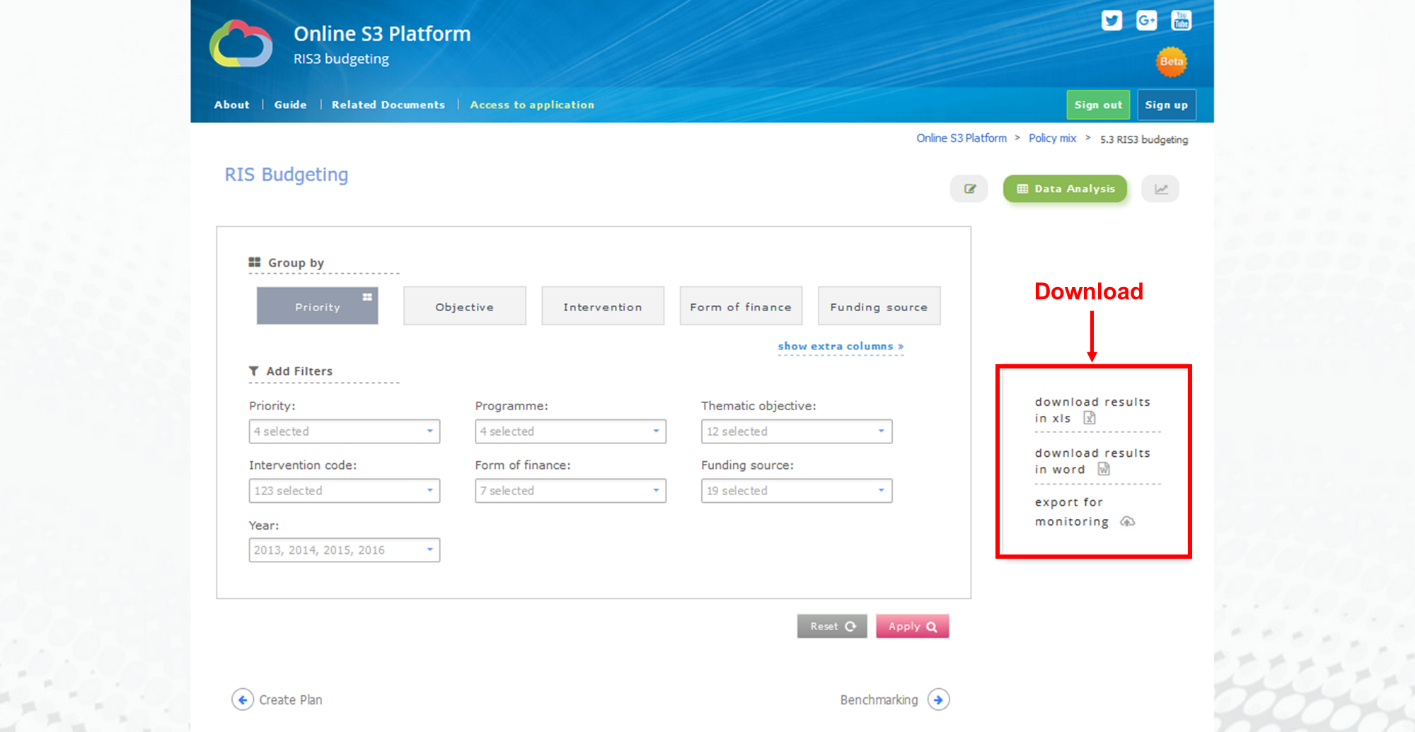 Online S3 Platform
RIS3 budgeting
You Tube
G+
Beta
About | Guide | Related Documents | Access to application
Sign out
Sign up
Online S3 Platform > Policy mix > 5.3 RIS3 budgeting
RIS Budgeting
Data Analysis
Group by
Priority
Objective
Intervention
Form of finance
Funding source
show extra columns »
Add Filters
Priority:
Programme:
Thematic objective:
4 selected
4 selected
12 selected
Intervention code:
Form of finance:
Funding source:
123 selected
7 selected
19 selected
Year:
2013, 2014, 2015, 2016
Download
download results
in xls
download results
in word
export for
monitoring
Reset
Apply
Create Plan
Benchmarking